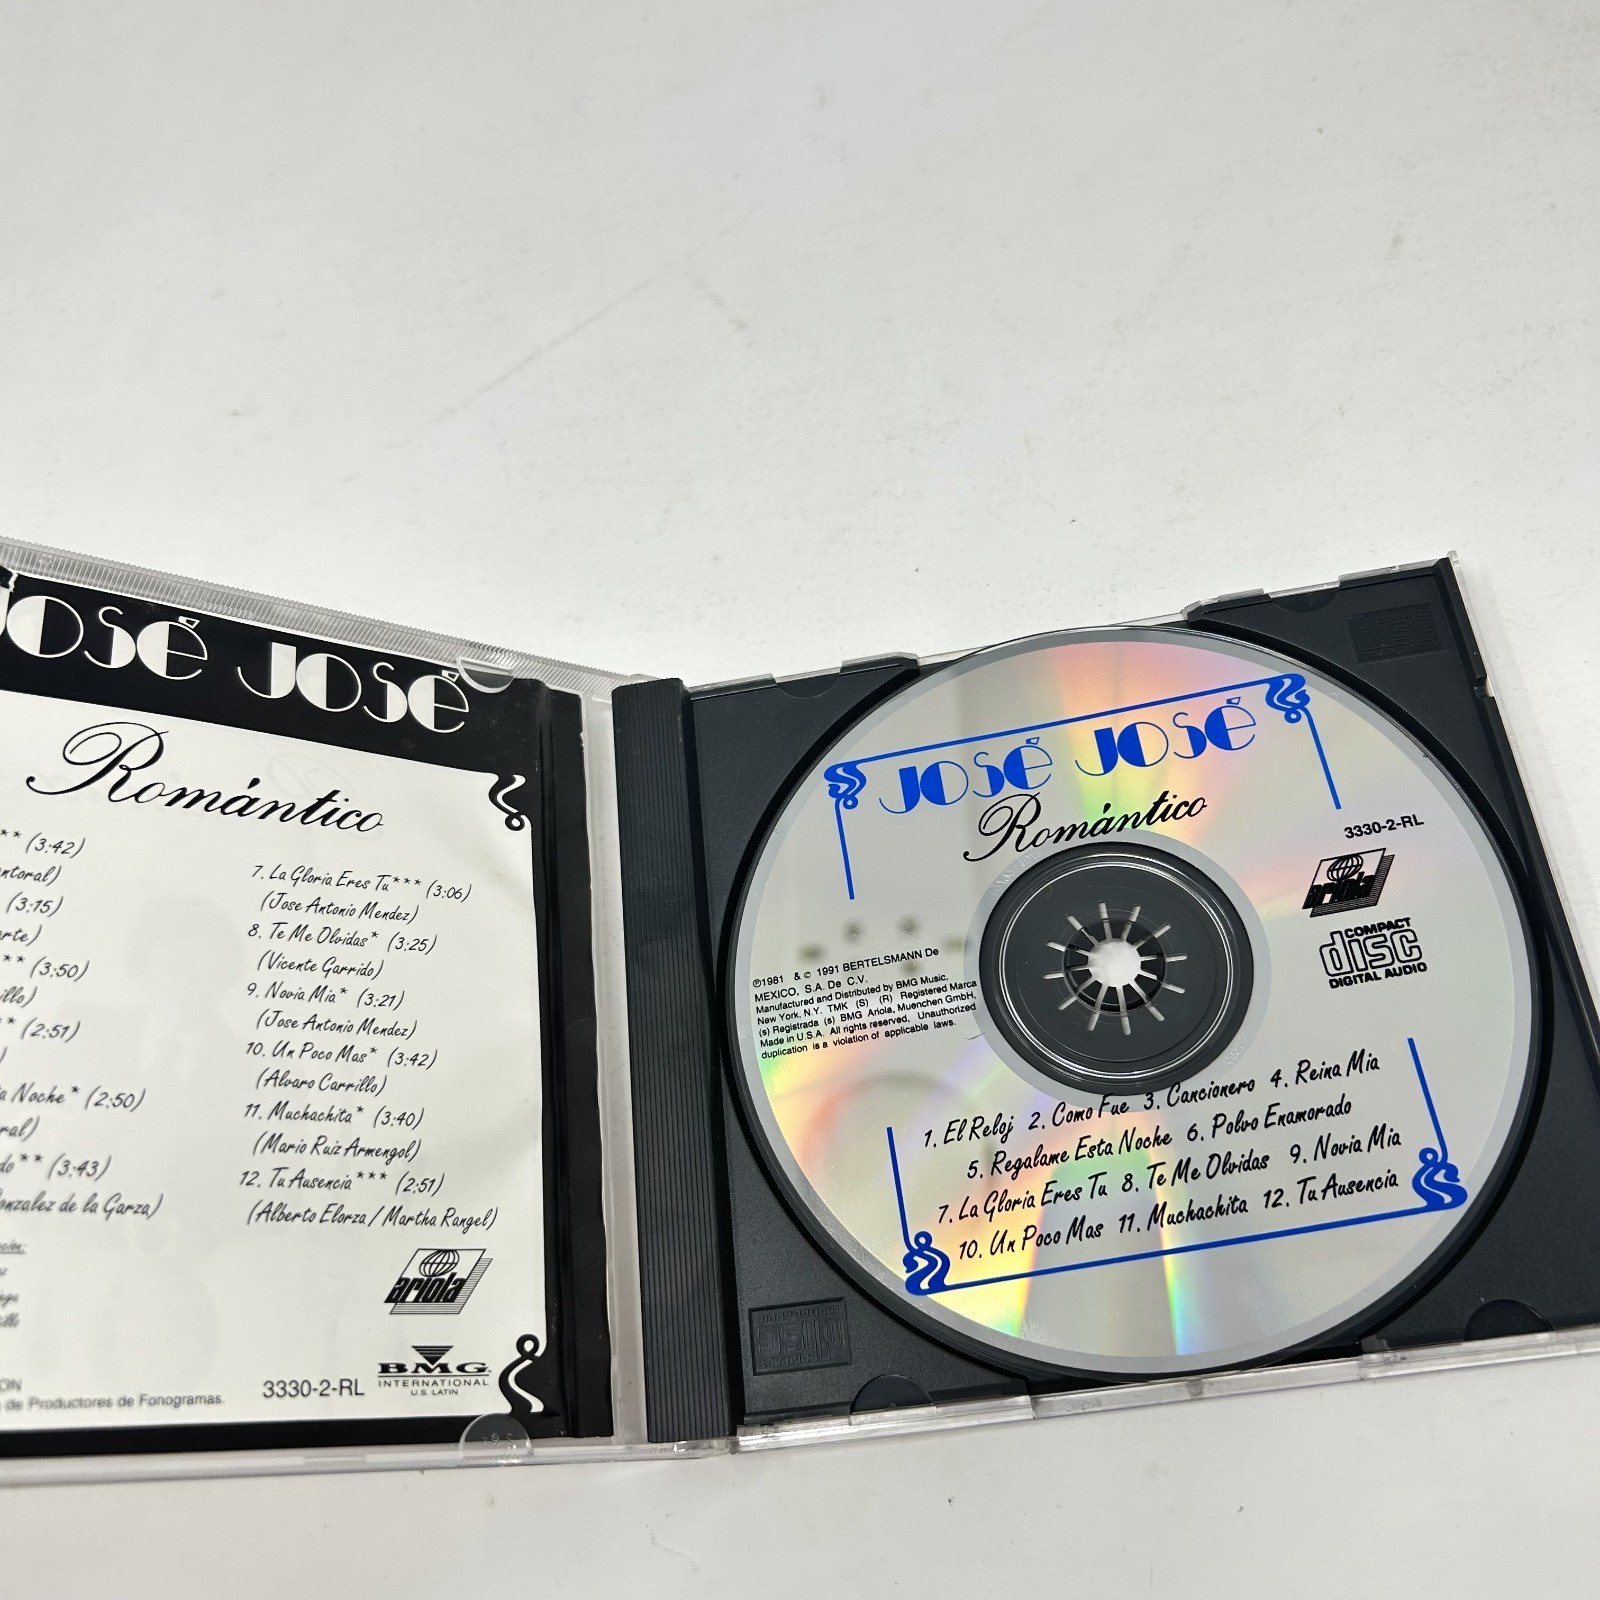 JOSÉ JOSÉ
Romántico
** (3:42)
(3:15)
** (3:50)
* (2:51)
Noche* (2:50)
** (3:43)
Gonzalez de la Garza)
de Productores de Fonogramas.
7. La Gloria Eres Tu*** (3:06)
(Jose Antonio Mendez)
8. Te Me Olvidas* (3:25)
(Vicente Garrido)
9. Novia Mia* (3:21)
(Jose Antonio Mendez)
10. Un Poco Mas* (3:42)
(Alvaro Carrillo)
11. Muchachita* (3:40)
(Mario Ruiz Armengol)
12. Tu Ausencia*** (2:51)
(Alberto Elorza / Martha Rangel)
ariola
3330-2-RL
BMG
INTERNATIONAL
U.S. LATIN
JOSÉ JOSÉ
Romántico
3330-2-RL
ariola
COMPACT
disc
DIGITAL AUDIO
℗1981 & © 1991 BERTELSMANN De
MEXICO, S.A. De C.V.
Manufactured and Distributed by BMG Music,
New York, N.Y. TMK (S) (R) Registered Marca
(s) Registrada (s) BMG Ariola, Muenchen GmbH,
Made in U.S.A. All rights reserved, Unauthorized
duplication is a violation of applicable laws.
1. El Reloj 2. Como Fue 3. Cancionero 4. Reina Mia
5. Regalame Esta Noche 6. Polvo Enamorado
7. La Gloria Eres Tu 8. Te Me Olvidas 9. Novia Mia
10. Un Poco Mas 11. Muchachita 12. Tu Ausencia